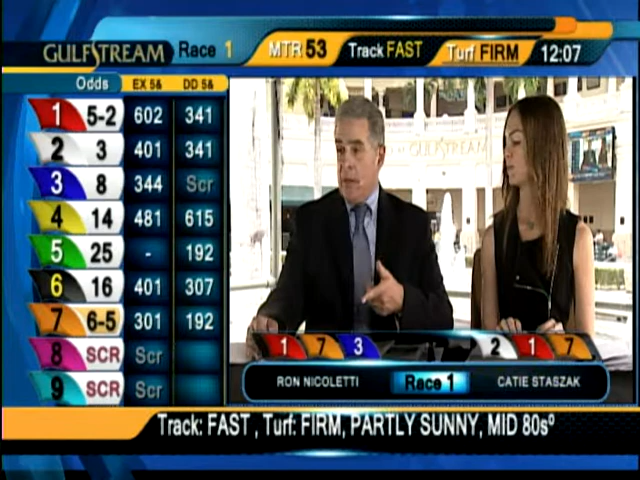 GULFSTREAM Race 1 MTR 53 Track FAST Turf FIRM 12:07
Odds EX 5& DD 5&
1 5-2 602 341
2 3 401 341
3 8 344 Scr
4 14 481 615
5 25 - 192
6 16 401 307
7 6-5 301 192
8 SCR Scr
9 SCR Scr
GULFSTREAM
1 7 3 2 1 7
RON NICOLETTI Race 1 CATIE STASZAK
Track: FAST , Turf: FIRM, PARTLY SUNNY, MID 80sº